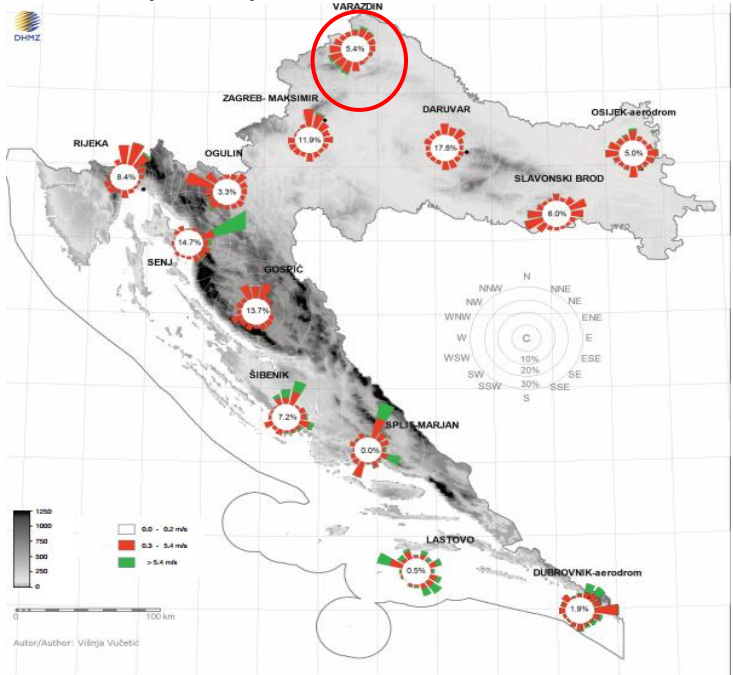 VARAŽDIN
DHMZ
5.4%
ZAGREB- MAKSIMIR
DARUVAR
OSIJEK-aerodrom
RIJEKA
11.9%
17.8%
5.0%
OGULIN
8.4%
3.3%
SLAVONSKI BROD
6.0%
14.7%
SENJ
GOSPIĆ
13.7%
N
NNW
NNE
NW
NE
WNW
ENE
W
C
E
WSW
ESE
10%
SW
20%
SE
SSW
30%
SSE
S
ŠIBENIK
7.2%
SPLIT-MARJAN
0.0%
1250
1000
750
500
250
0
0.0 - 0.2 m/s
0.3 - 5.4 m/s
> 5.4 m/s
LASTOVO
0.5%
DUBROVNIK-aerodrom
1.9%
0
100 km
Autor/Author: Višnja Vučetić